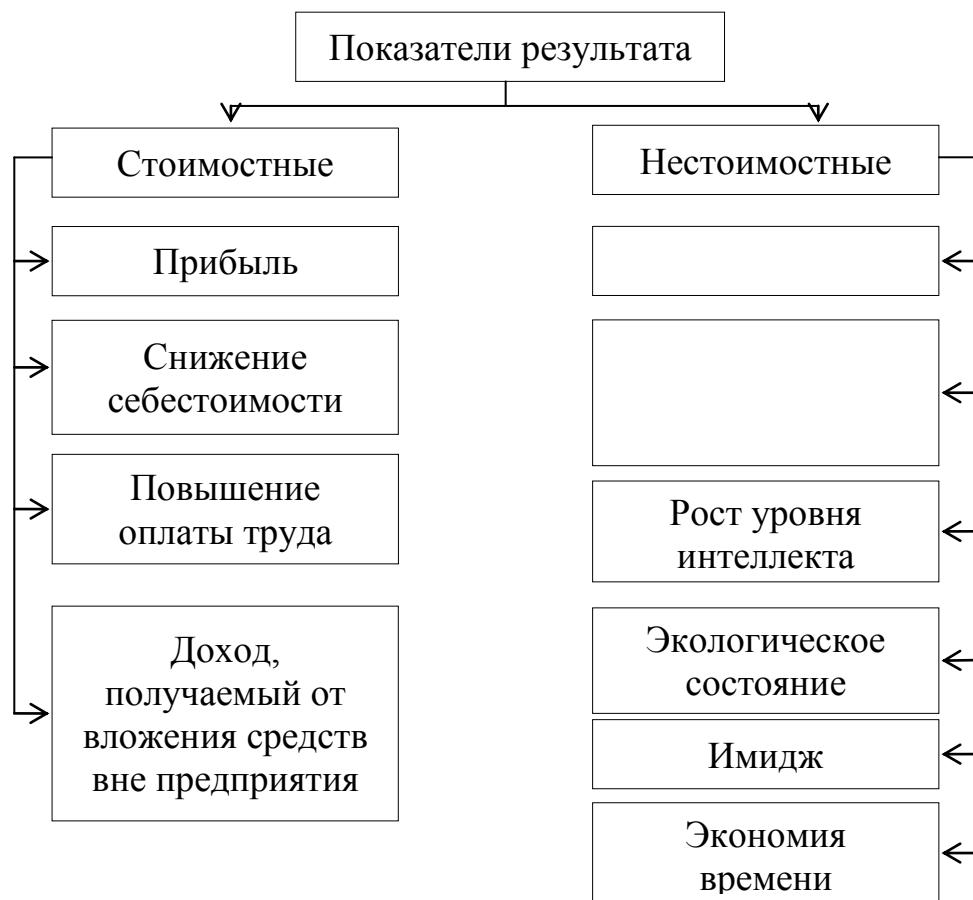 Показатели результата
Стоимостные
Нестоимостные
Прибыль
Снижение
себестоимости
Повышение
оплаты труда
Рост уровня
интеллекта
Доход,
получаемый от
вложения средств
вне предприятия
Экологическое
состояние
Имидж
Экономия
времени